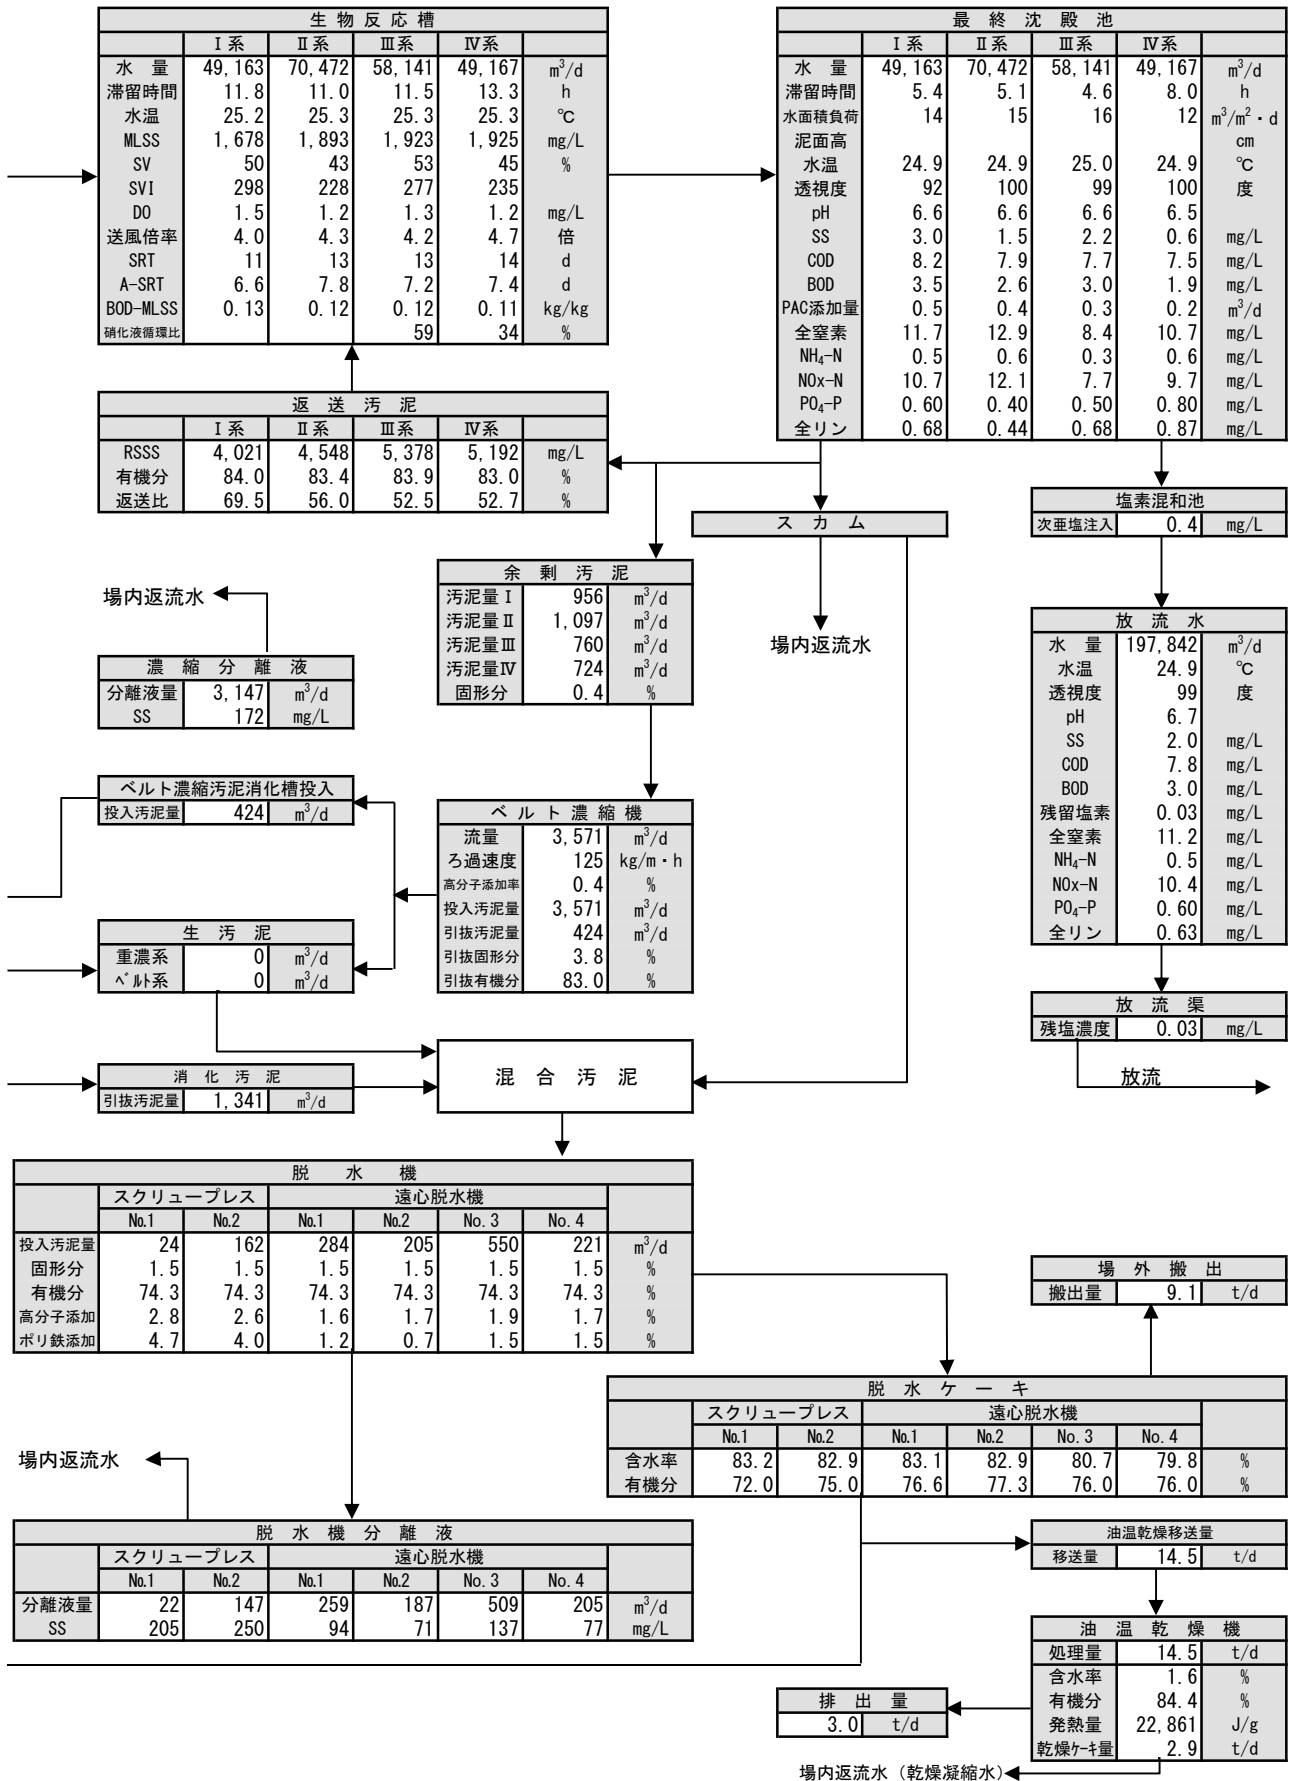 生物反応槽
Ⅰ系 Ⅱ系 Ⅲ系 Ⅳ系
水 量 49,163 70,472 58,141 49,167 m³/d
滞留時間 11.8 11.0 11.5 13.3 h
水温 25.2 25.3 25.3 25.3 ℃
MLSS 1,678 1,893 1,923 1,925 mg/L
SV 50 43 53 45 %
SVI 298 228 277 235
DO 1.5 1.2 1.3 1.2 mg/L
送風倍率 4.0 4.3 4.2 4.7 倍
SRT 11 13 13 14 d
A-SRT 6.6 7.8 7.2 7.4 d
BOD-MLSS 0.13 0.12 0.12 0.11 kg/kg
硝化液循環比 59 34 %
最終沈殿池
Ⅰ系 Ⅱ系 Ⅲ系 Ⅳ系
水 量 49,163 70,472 58,141 49,167 m³/d
滞留時間 5.4 5.1 4.6 8.0 h
水面積負荷 14 15 16 12 m³/m²・d
泥面高 cm
水温 24.9 24.9 25.0 24.9 ℃
透視度 92 100 99 100 度
pH 6.6 6.6 6.6 6.5
SS 3.0 1.5 2.2 0.6 mg/L
COD 8.2 7.9 7.7 7.5 mg/L
BOD 3.5 2.6 3.0 1.9 mg/L
PAC添加量 0.5 0.4 0.3 0.2 m³/d
全窒素 11.7 12.9 8.4 10.7 mg/L
NH₄-N 0.5 0.6 0.3 0.6 mg/L
NOx-N 10.7 12.1 7.7 9.7 mg/L
PO₄-P 0.60 0.40 0.50 0.80 mg/L
全リン 0.68 0.44 0.68 0.87 mg/L
返送汚泥
Ⅰ系 Ⅱ系 Ⅲ系 Ⅳ系
RSSS 4,021 4,548 5,378 5,192 mg/L
有機分 84.0 83.4 83.9 83.0 %
返送比 69.5 56.0 52.5 52.7 %
スカム
塩素混和池
次亜塩注入 0.4 mg/L
場内返流水
余剰汚泥
汚泥量Ⅰ 956 m³/d
汚泥量Ⅱ 1,097 m³/d
汚泥量Ⅲ 760 m³/d
汚泥量Ⅳ 724 m³/d
固形分 0.4 %
場内返流水
濃縮分離液
分離液量 3,147 m³/d
SS 172 mg/L
放流水
水 量 197,842 m³/d
水温 24.9 ℃
透視度 99 度
pH 6.7
SS 2.0 mg/L
COD 7.8 mg/L
BOD 3.0 mg/L
残留塩素 0.03 mg/L
全窒素 11.2 mg/L
NH₄-N 0.5 mg/L
NOx-N 10.4 mg/L
PO₄-P 0.60 mg/L
全リン 0.63 mg/L
ベルト濃縮汚泥消化槽投入
投入汚泥量 424 m³/d
ベルト濃縮機
流量 3,571 m³/d
ろ過速度 125 kg/m・h
高分子添加率 0.4 %
投入汚泥量 3,571 m³/d
引抜汚泥量 424 m³/d
引抜固形分 3.8 %
引抜有機分 83.0 %
生汚泥
重濃系 0 m³/d
ベルト系 0 m³/d
放流渠
残塩濃度 0.03 mg/L
放流
消化汚泥
引抜汚泥量 1,341 m³/d
混合汚泥
脱水機
スクリュープレス 遠心脱水機
№1 №2 №1 №2 No.3 No.4
投入汚泥量 24 162 284 205 550 221 m³/d
固形分 1.5 1.5 1.5 1.5 1.5 1.5 %
有機分 74.3 74.3 74.3 74.3 74.3 74.3 %
高分子添加 2.8 2.6 1.6 1.7 1.9 1.7 %
ポリ鉄添加 4.7 4.0 1.2 0.7 1.5 1.5 %
場外搬出
搬出量 9.1 t/d
脱水ケーキ
スクリュープレス 遠心脱水機
№1 №2 №1 №2 No.3 No.4
含水率 83.2 82.9 83.1 82.9 80.7 79.8 %
有機分 72.0 75.0 76.6 77.3 76.0 76.0 %
場内返流水
脱水機分離液
スクリュープレス 遠心脱水機
№1 №2 №1 №2 No.3 No.4
分離液量 22 147 259 187 509 205 m³/d
SS 205 250 94 71 137 77 mg/L
油温乾燥移送量
移送量 14.5 t/d
油温乾燥機
処理量 14.5 t/d
含水率 1.6 %
有機分 84.4 %
発熱量 22,861 J/g
乾燥ケーキ量 2.9 t/d
排出量
3.0 t/d
場内返流水（乾燥凝縮水）